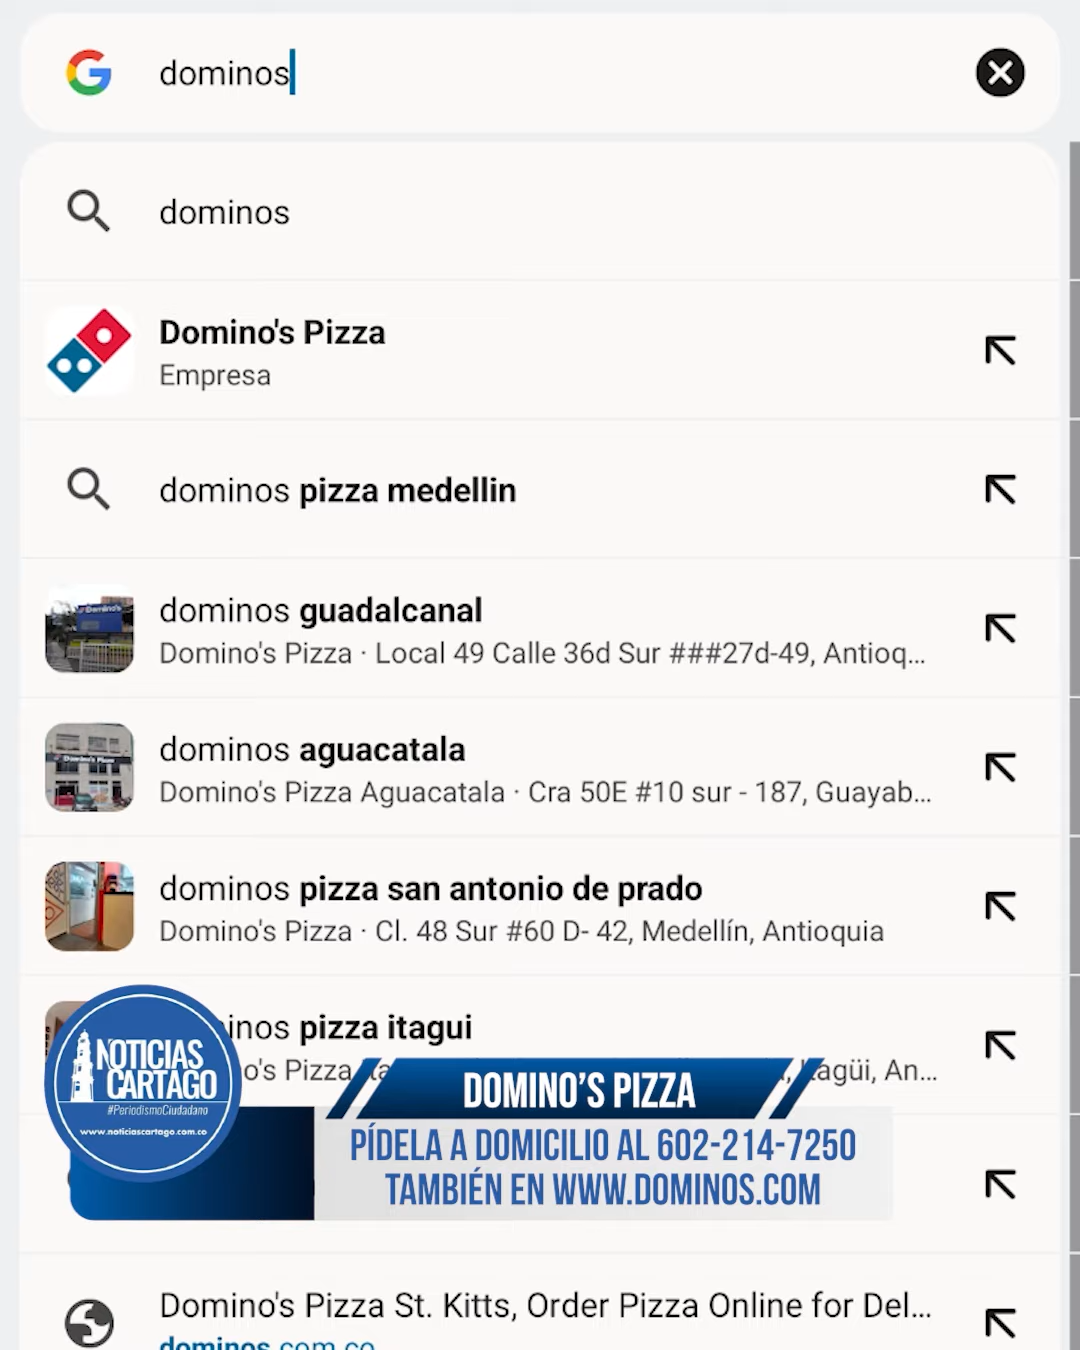 dominos
dominos
Domino's Pizza
Empresa
dominos pizza medellin
dominos guadalcanal
Domino's Pizza · Local 49 Calle 36d Sur ###27d-49, Antioq...
dominos aguacatala
Domino's Pizza Aguacatala · Cra 50E #10 sur - 187, Guayab...
dominos pizza san antonio de prado
Domino's Pizza · Cl. 48 Sur #60 D- 42, Medellín, Antioquia
pizza itagui
Pizza An...
NOTICIAS
CARTAGO
#PeriodismoCiudadano
www.noticiascartago.com.co
DOMINO'S PIZZA
PÍDELA A DOMICILIO AL 602-214-7250
TAMBIÉN EN WWW.DOMINOS.COM
Domino's Pizza St. Kitts, Order Pizza Online for Del...
dominos.com.co